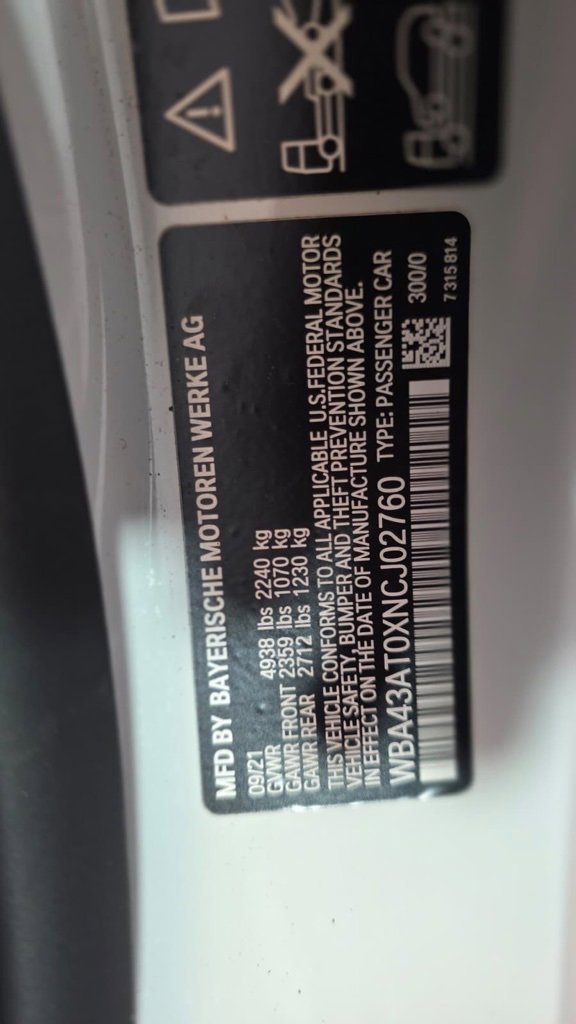 MFD BY BAYERISCHE MOTOREN WERKE AG
09/21
GVWR 4938 lbs 2240 kg
GAWR FRONT 2359 lbs 1070 kg
GAWR REAR 2712 lbs 1230 kg
THIS VEHICLE CONFORMS TO ALL APPLICABLE U.S.FEDERAL MOTOR
VEHICLE SAFETY, BUMPER AND THEFT PREVENTION STANDARDS
IN EFFECT ON THE DATE OF MANUFACTURE SHOWN ABOVE.
WBA43AT0XNCJ02760 TYPE: PASSENGER CAR
300/0
7 315 814